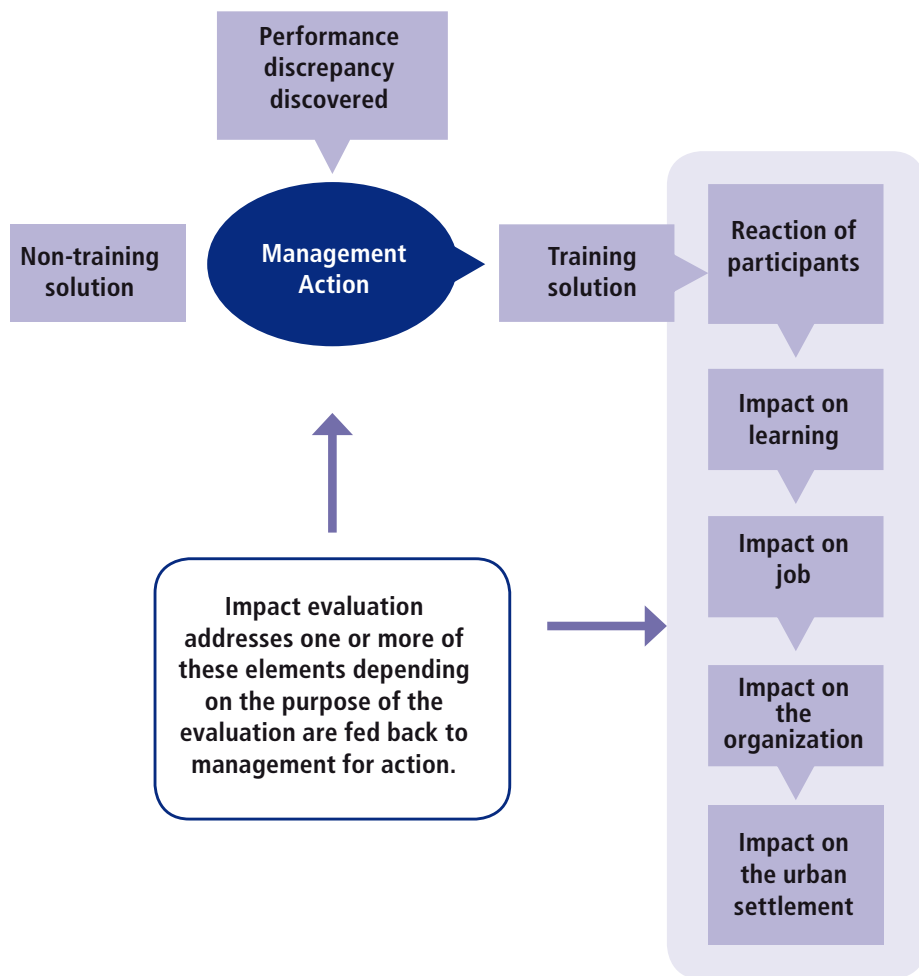 Performance
discrepancy
discovered
Non-training
solution
Management
Action
Training
solution
Reaction of
participants
Impact on
learning
Impact on
job
Impact on
the
organization
Impact on
the urban
settlement
Impact evaluation
addresses one or more of
these elements depending
on the purpose of the
evaluation are fed back to
management for action.